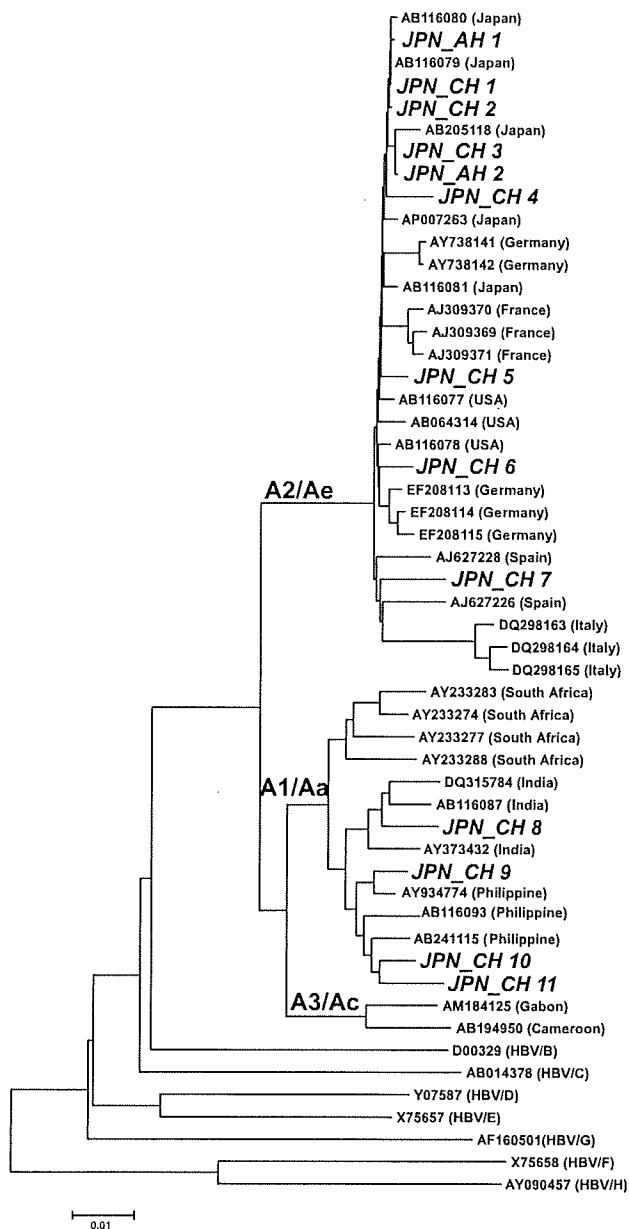 AB116080 (Japan)
JPN_AH 1
AB116079 (Japan)
JPN_CH 1
JPN_CH 2
AB205118 (Japan)
JPN_CH 3
JPN_AH 2
JPN_CH 4
AP007263 (Japan)
AY738141 (Germany)
AY738142 (Germany)
AB116081 (Japan)
AJ309370 (France)
AJ309369 (France)
AJ309371 (France)
JPN_CH 5
AB116077 (USA)
AB064314 (USA)
AB116078 (USA)
JPN_CH 6
A2/Ae
EF208113 (Germany)
EF208114 (Germany)
EF208115 (Germany)
AJ627228 (Spain)
JPN_CH 7
AJ627226 (Spain)
DQ298163 (Italy)
DQ298164 (Italy)
DQ298165 (Italy)
AY233283 (South Africa)
AY233274 (South Africa)
AY233277 (South Africa)
AY233288 (South Africa)
A1/Aa
DQ315784 (India)
AB116087 (India)
JPN_CH 8
AY373432 (India)
JPN_CH 9
AY934774 (Philippine)
AB116093 (Philippine)
AB241115 (Philippine)
JPN_CH 10
JPN_CH 11
A3/Ac
AM184125 (Gabon)
AB194950 (Cameroon)
D00329 (HBV/B)
AB014378 (HBV/C)
Y07587 (HBV/D)
X75657 (HBV/E)
AF160501(HBV/G)
X75658 (HBV/F)
AY090457 (HBV/H)
0.01